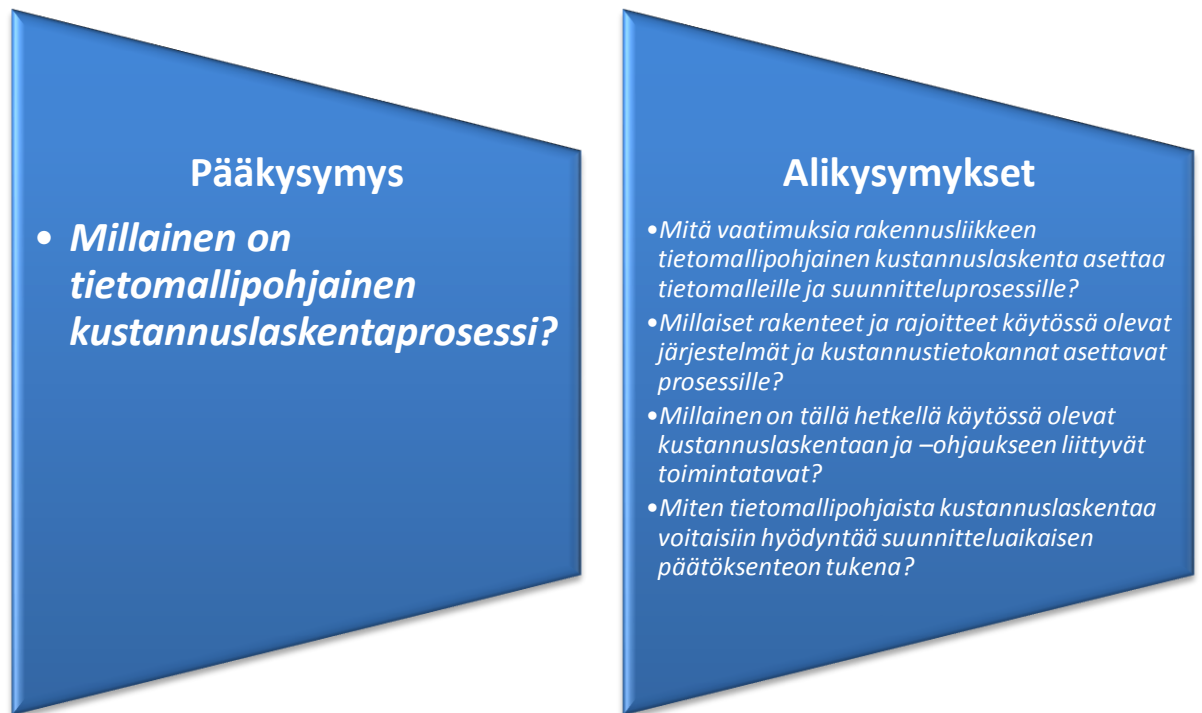 Pääkysymys
• Millainen on
tietomallipohjainen
kustannuslaskentaprosessi?
Alikysymykset
•Mitä vaatimuksia rakennusliikkeen
tietomallipohjainen kustannuslaskenta asettaa
tietomalleille ja suunnitteluprosessille?
•Millaiset rakenteet ja rajoitteet käytössä olevat
järjestelmät ja kustannustietokannat asettavat
prosessille?
•Millainen on tällä hetkellä käytössä olevat
kustannuslaskentaan ja –ohjaukseen liittyvät
toimintatavat?
•Miten tietomallipohjaista kustannuslaskentaa
voitaisiin hyödyntää suunnitteluaikaisen
päätöksenteon tukena?